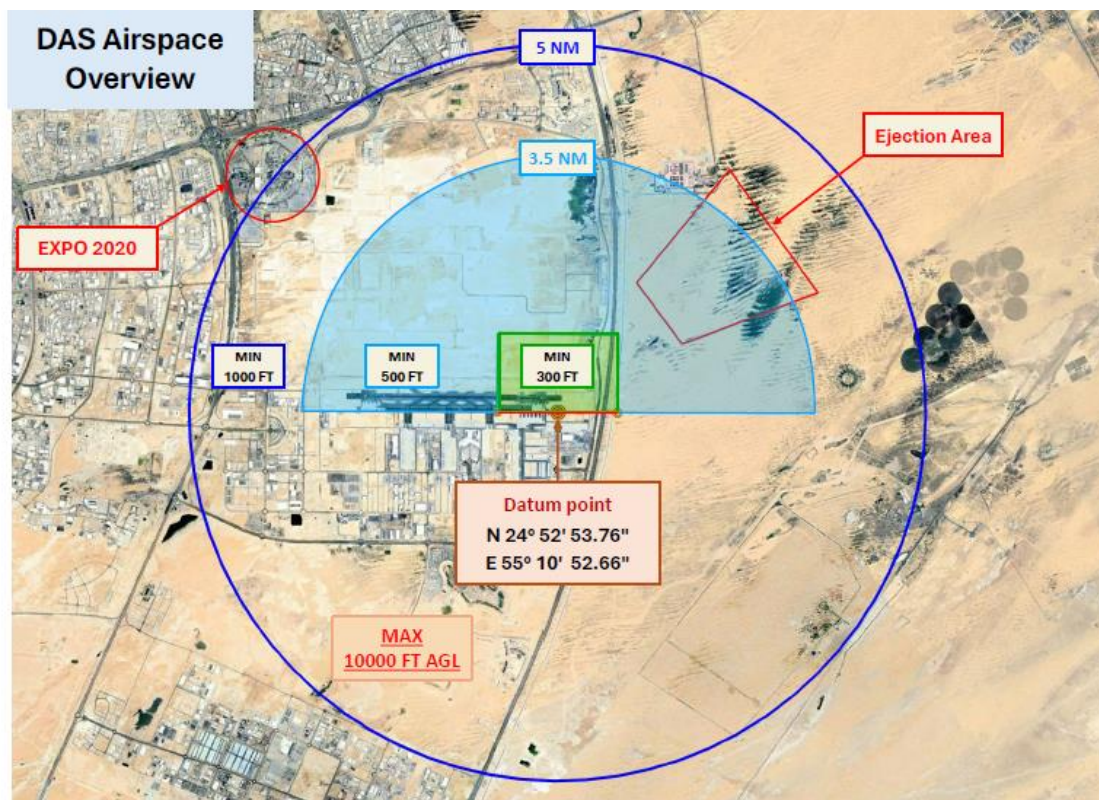 DAS Airspace
Overview
5 NM
Ejection Area
3.5 NM
EXPO 2020
MIN
1000 FT
MIN
500 FT
MIN
300 FT
Datum point
N 24º 52' 53.76"
E 55º 10' 52.66"
MAX
10000 FT AGL